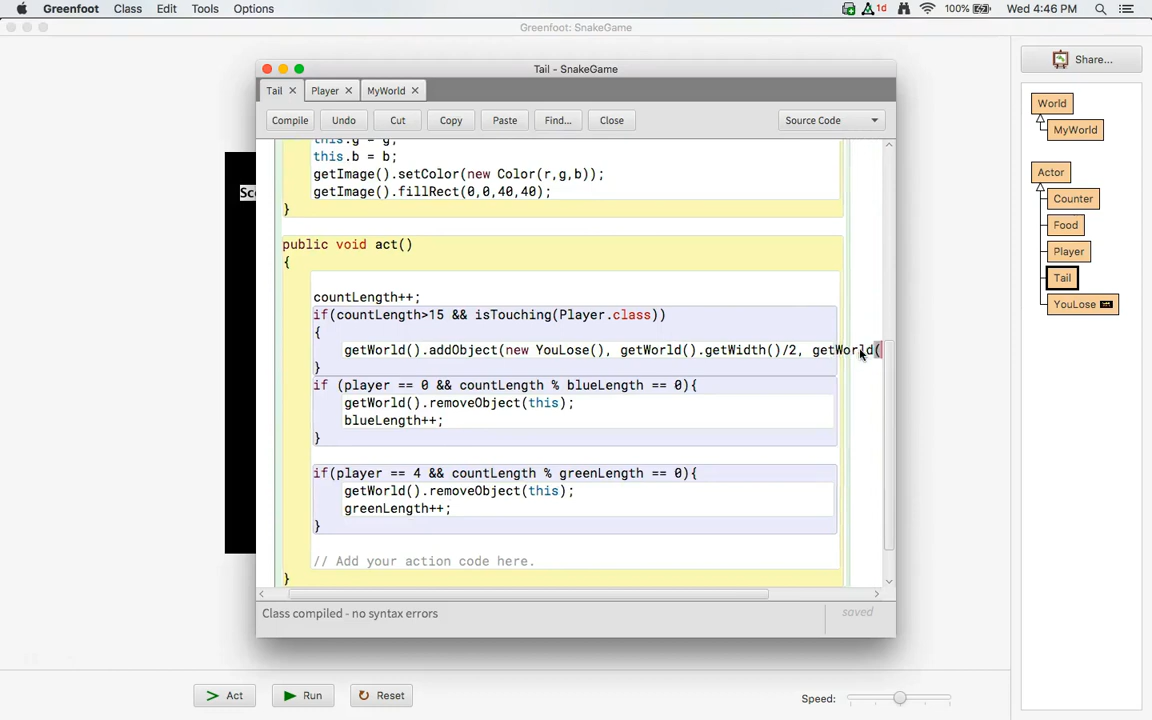 Greenfoot Class Edit Tools Options 1d 100% Wed 4:46 PM
Greenfoot: SnakeGame
Share...
Tail - SnakeGame
Tail Player MyWorld
Compile Undo Cut Copy Paste Find... Close Source Code
this.g = g;
this.b = b;
getImage().setColor(new Color(r,g,b));
getImage().fillRect(0,0,40,40);
}
public void act()
{
countLength++;
if(countLength>15 && isTouching(Player.class))
{
getWorld().addObject(new YouLose(), getWorld().getWidth()/2, getWorld(
}
if (player == 0 && countLength % blueLength == 0){
getWorld().removeObject(this);
blueLength++;
}
if(player == 4 && countLength % greenLength == 0){
getWorld().removeObject(this);
greenLength++;
}
// Add your action code here.
}
Class compiled - no syntax errors
saved
World
MyWorld
Actor
Counter
Food
Player
Tail
YouLose
Sc
Act Run Reset Speed: